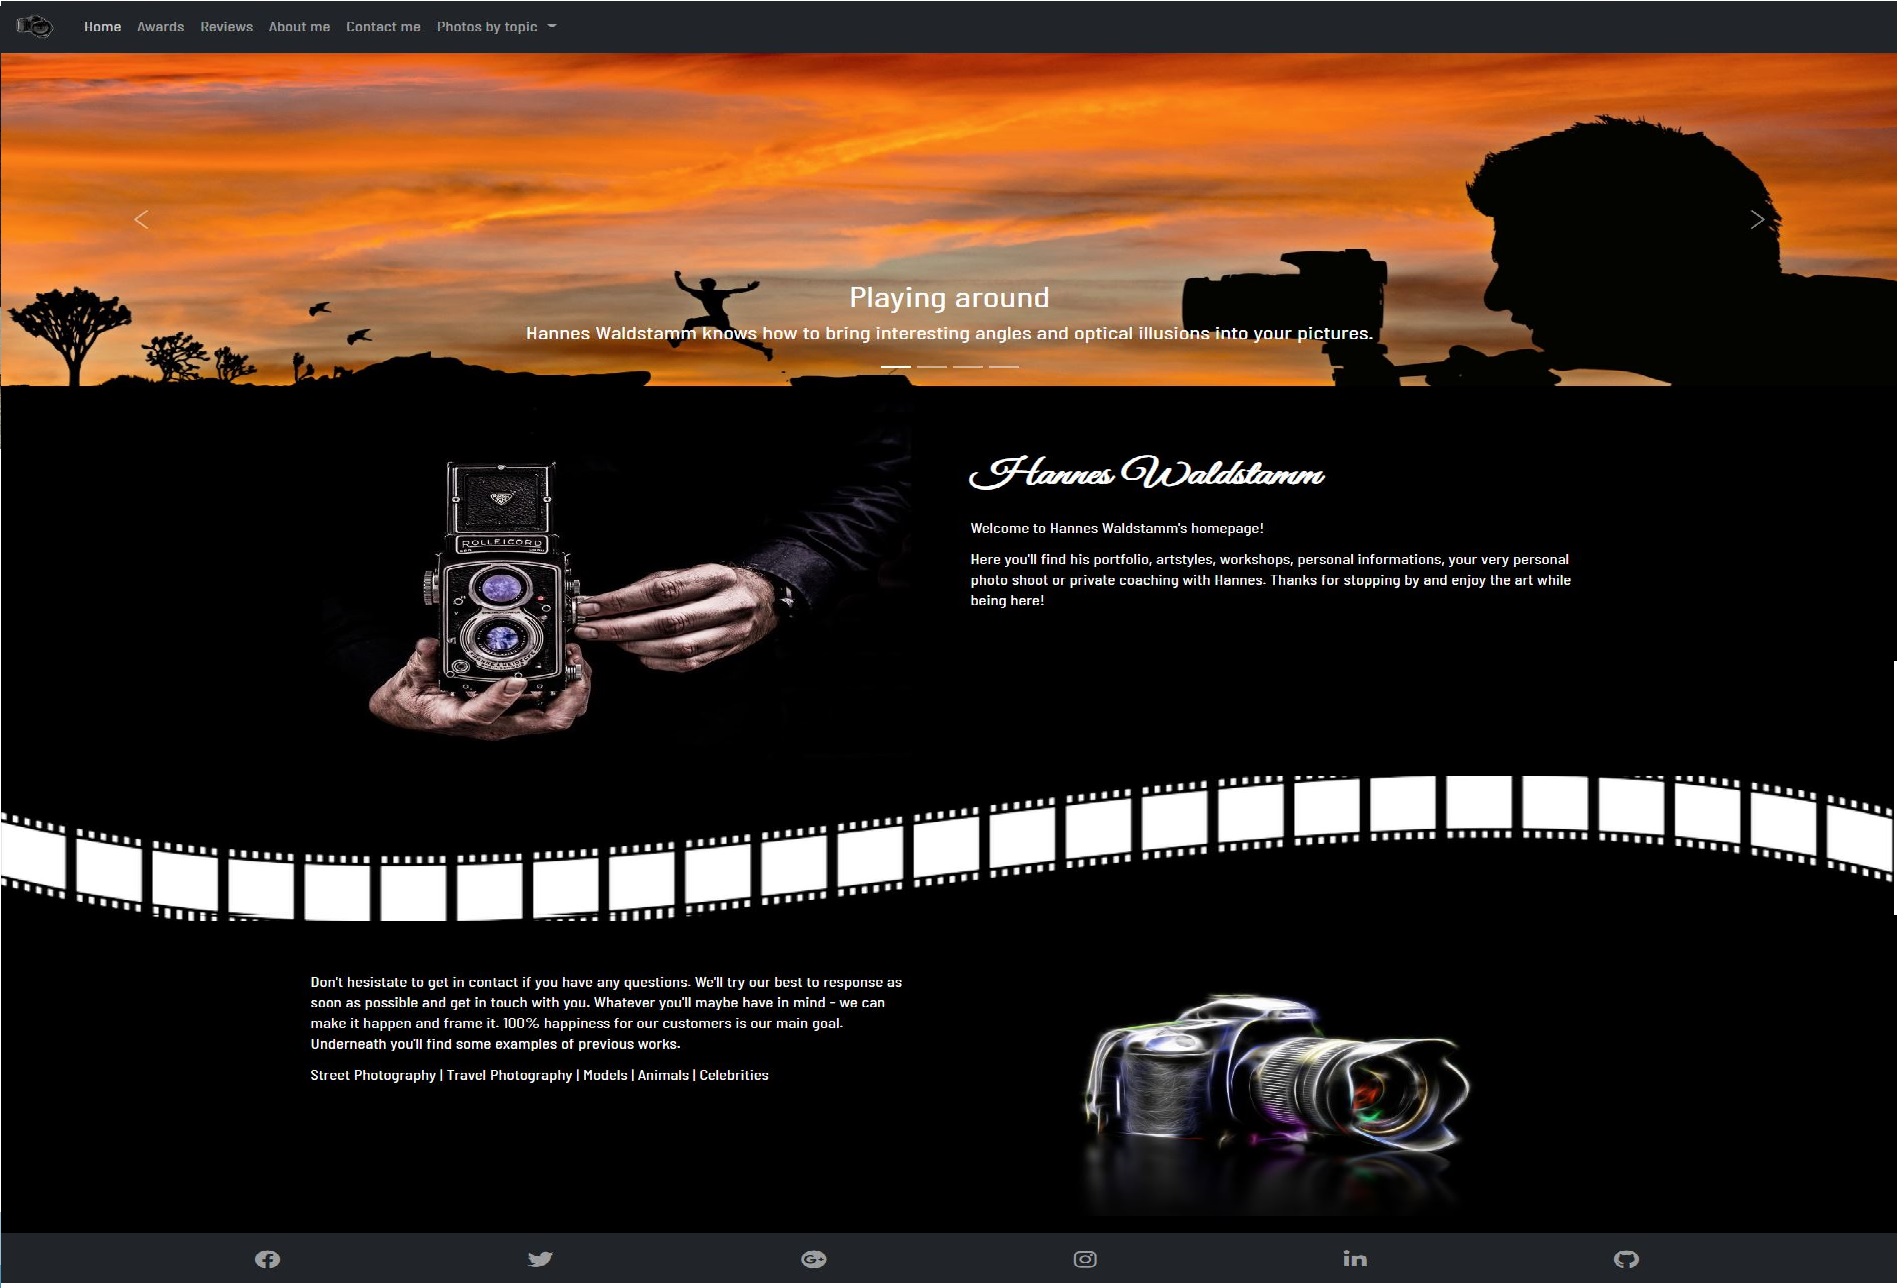 Home Awards Reviews About me Contact me Photos by topic
Playing around
Hannes Waldstamm knows how to bring interesting angles and optical illusions into your pictures.
ROLLEICORD
Hannes Waldstamm
Welcome to Hannes Waldstamm's homepage!
Here you'll find his portfolio, artstyles, workshops, personal informations, your very personal
photo shoot or private coaching with Hannes. Thanks for stopping by and enjoy the art while
being here!
Don't hesistate to get in contact if you have any questions. We'll try our best to response as
soon as possible and get in touch with you. Whatever you'll maybe have in mind - we can
make it happen and frame it. 100% happiness for our customers is our main goal.
Underneath you'll find some examples of previous works.
Street Photography | Travel Photography | Models | Animals | Celebrities